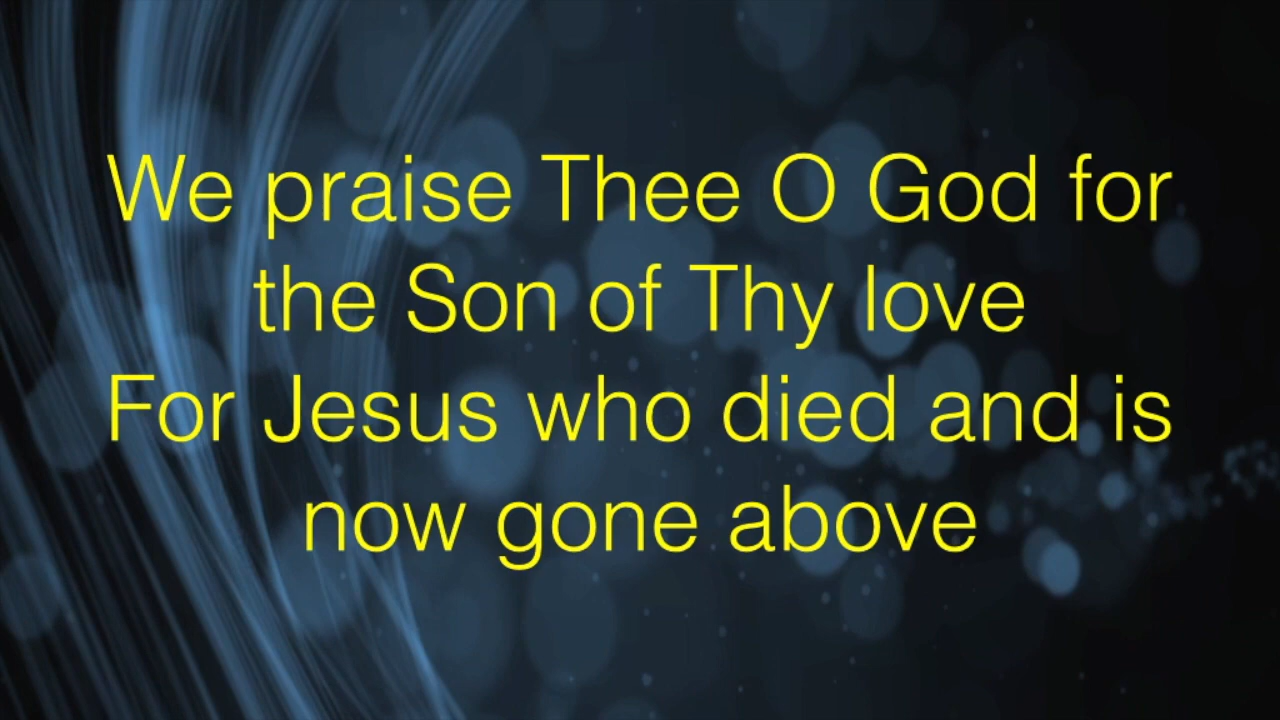 We praise Thee O God for
the Son of Thy love
For Jesus who died and is
now gone above